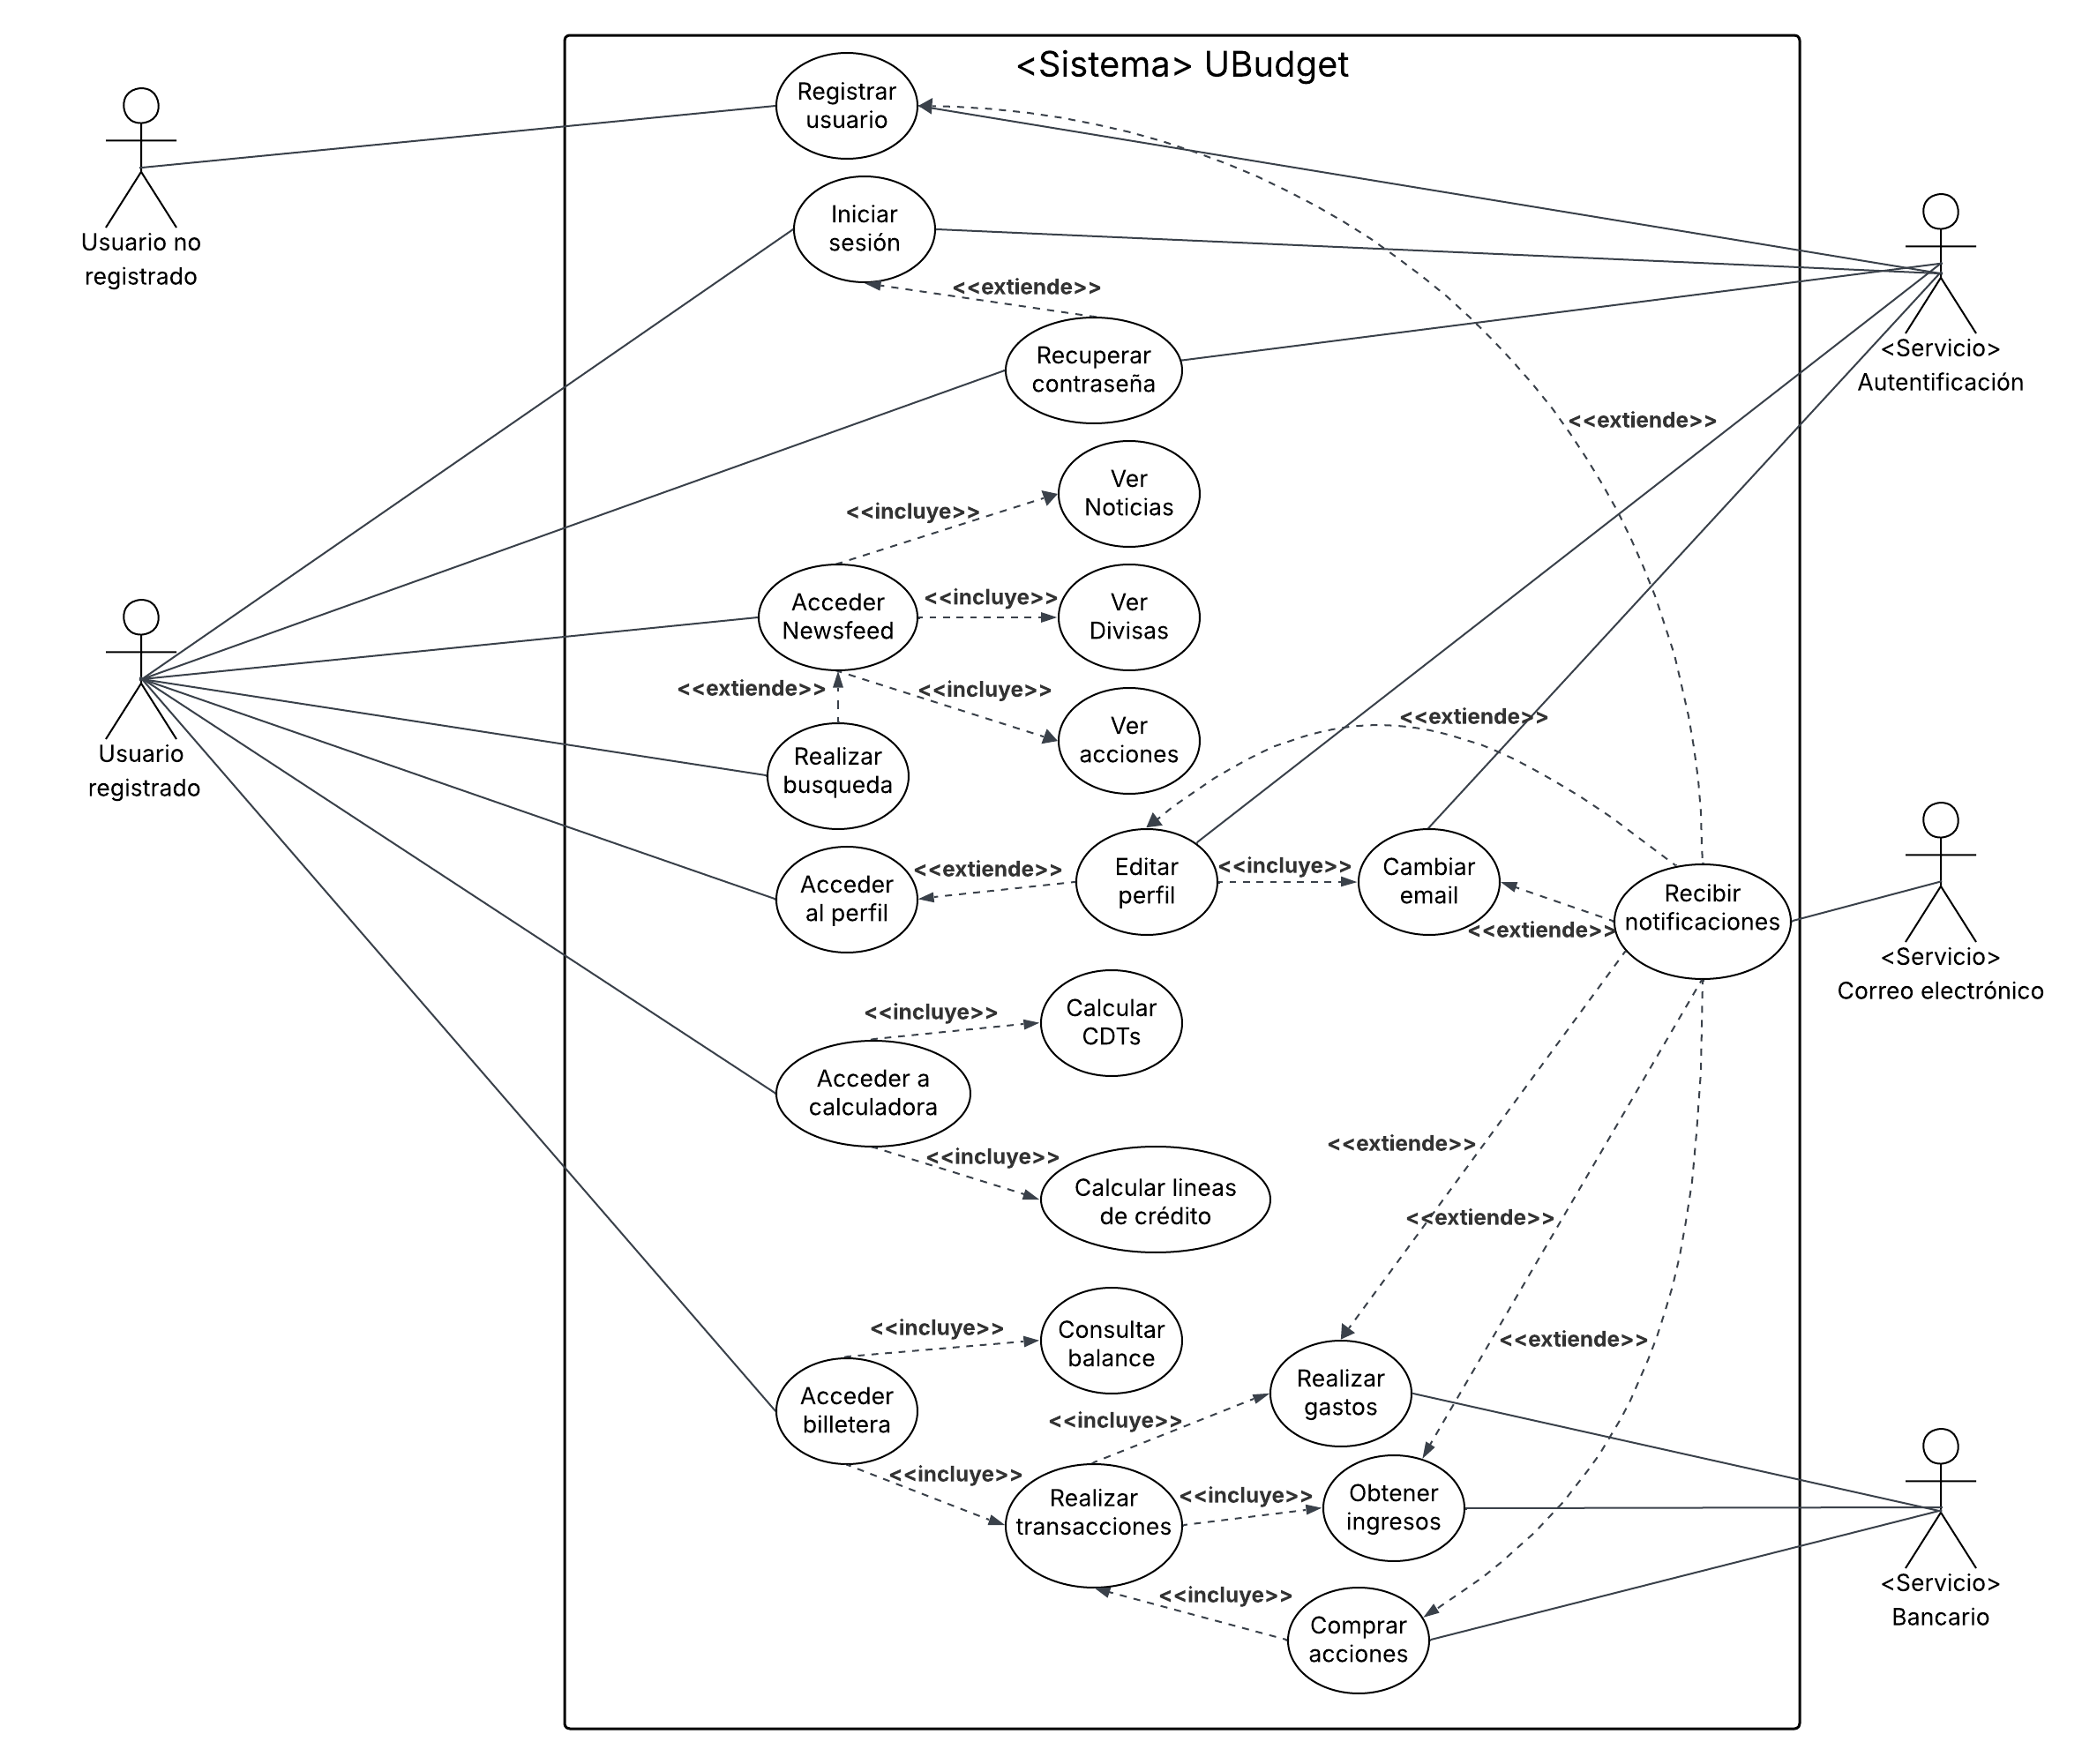 <Sistema> UBudget
Registrar
usuario
Usuario no
registrado
Iniciar
sesión
<<extiende>>
Recuperar
contraseña
<Servicio>
Autentificación
<<extiende>>
Ver
Noticias
<<incluye>>
Acceder
Newsfeed
<<incluye>>
Ver
Divisas
<<extiende>>
<<incluye>>
Ver
acciones
Usuario
registrado
Realizar
busqueda
<<extiende>>
Acceder
al perfil
<<extiende>>
Editar
perfil
<<incluye>>
Cambiar
email
<<extiende>>
Recibir
notificaciones
<Servicio>
Correo electrónico
<<incluye>>
Calcular
CDTs
Acceder a
calculadora
<<incluye>>
Calcular lineas
de crédito
<<extiende>>
<<extiende>>
<<extiende>>
<<incluye>>
Consultar
balance
Acceder
billetera
<<incluye>>
Realizar
transacciones
<<incluye>>
Realizar
gastos
<<incluye>>
Obtener
ingresos
<<incluye>>
Comprar
acciones
<Servicio>
Bancario